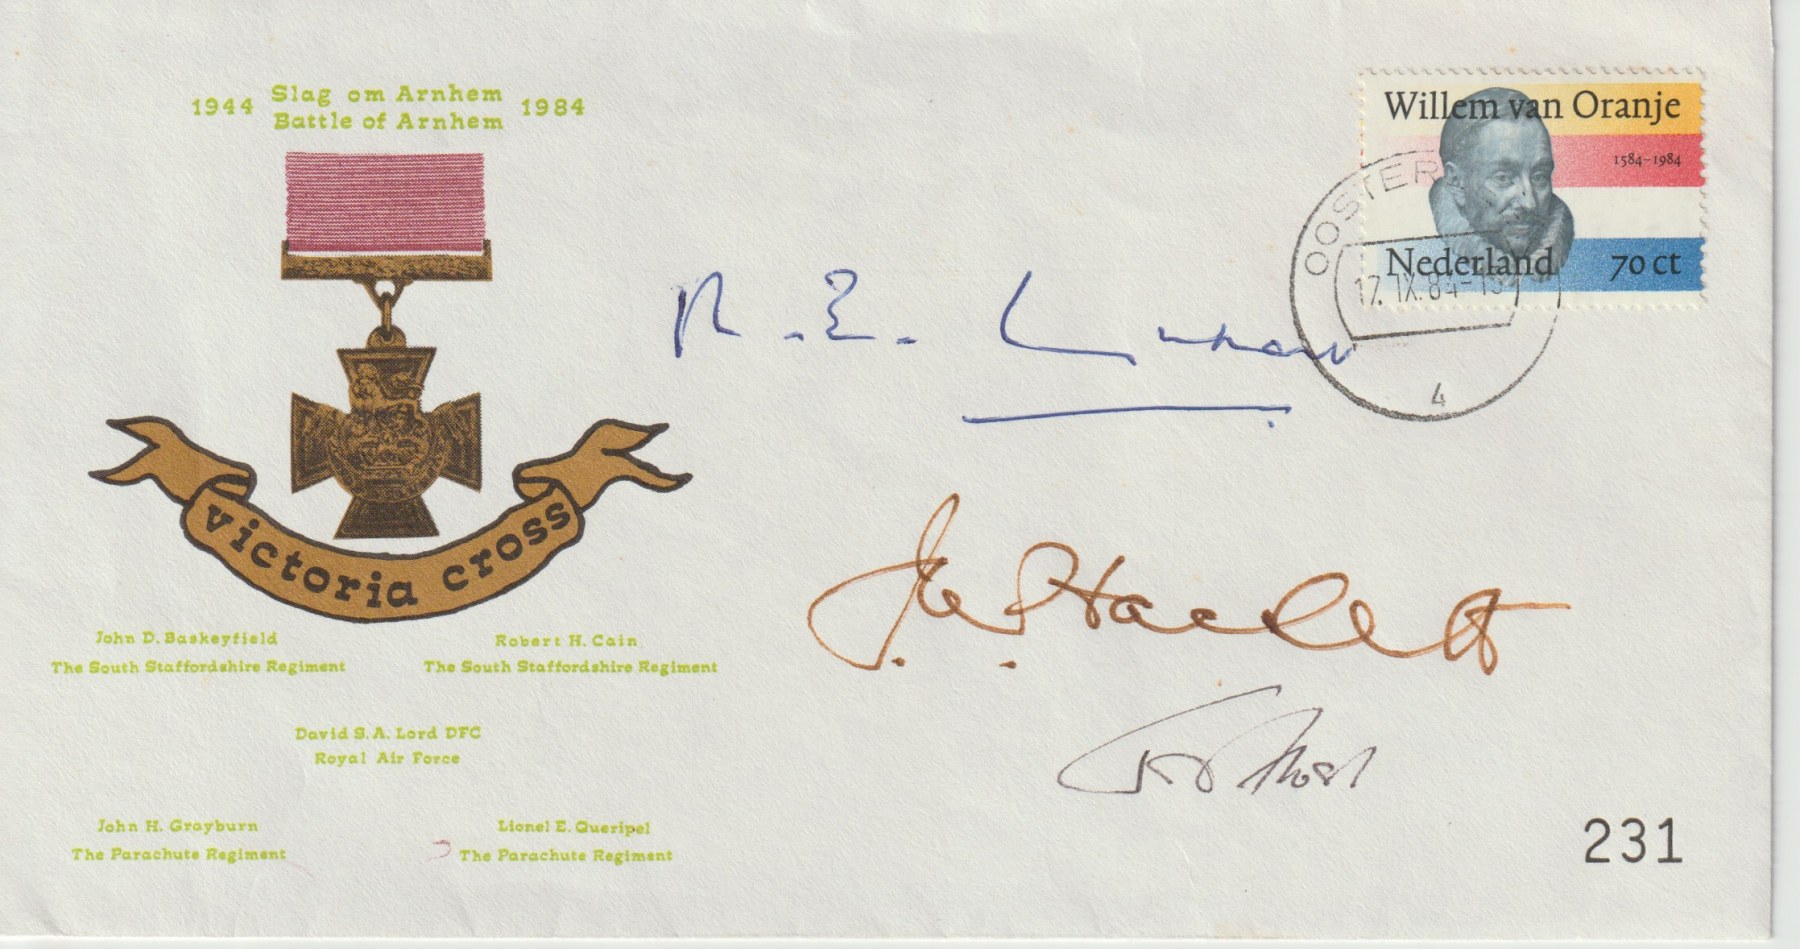 1944 Slag om Arnhem 1984
Battle of Arnhem
victoria cross
John D. Baskeyfield
The South Staffordshire Regiment
Robert H. Cain
The South Staffordshire Regiment
David S.A. Lord DFC
Royal Air Force
John H. Grayburn
The Parachute Regiment
Lionel E. Queripel
The Parachute Regiment
Willem van Oranje
1584-1984
Nederland 70 ct
OOSTER
17. IX. 84
4
R. E.
J. W. Hackett
231